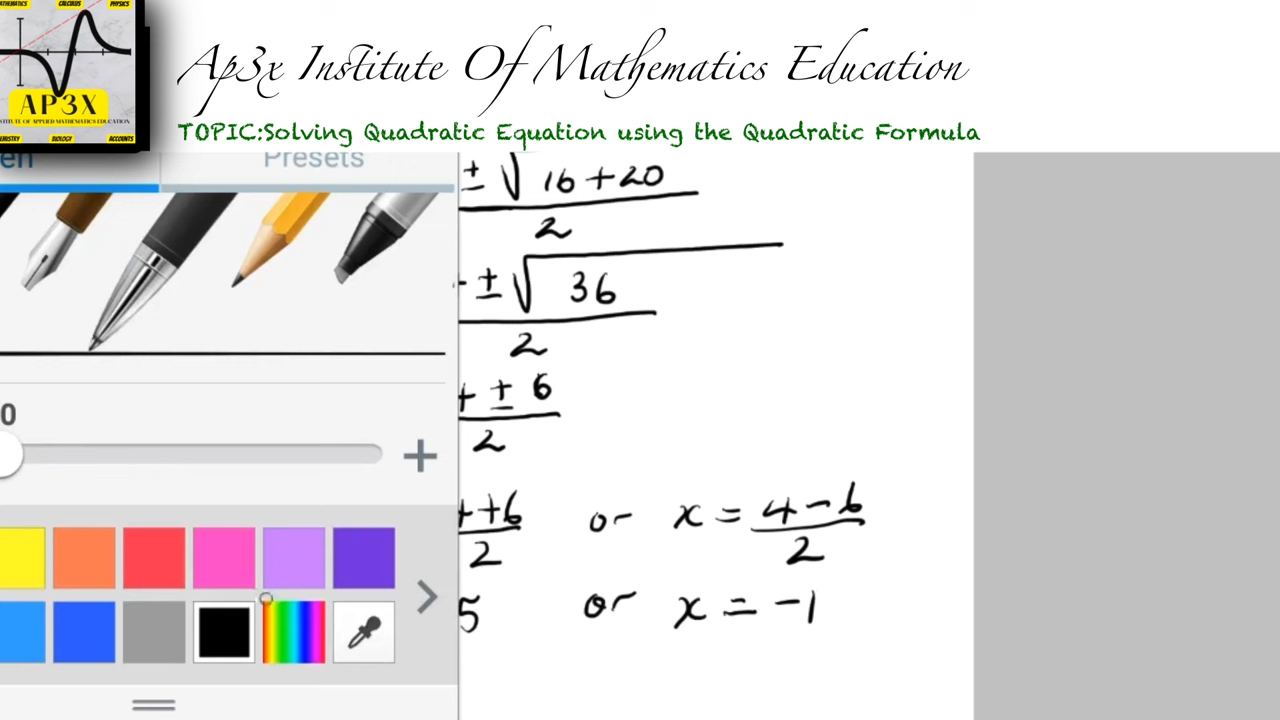 MATHEMATICS CALCULUS PHYSICS
AP3X
INSTITUTE OF APPLIED MATHEMATICS EDUCATION
CHEMISTRY BIOLOGY ACCOUNTS
Ap3x Institute Of Mathematics Education
TOPIC:Solving Quadratic Equation using the Quadratic Formula
Presets
0
± √16+20
2
± √36
2
± 6
2
+6 or x = 4-6
2 2
5 or x = -1